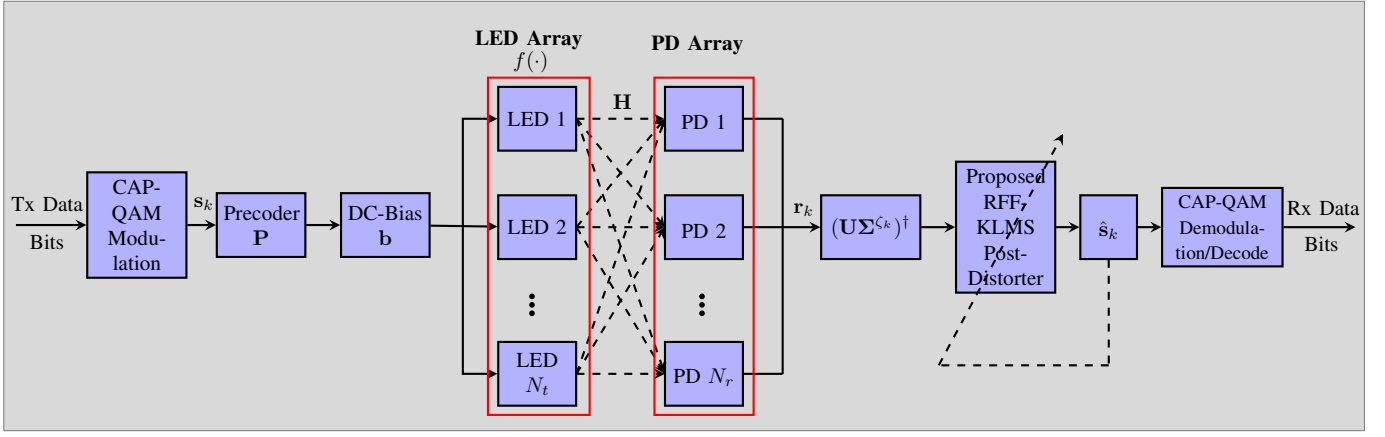 Tx Data
Bits
CAP-
QAM
Modu-
lation
s_k
Precoder
P
DC-Bias
b
LED Array
f(·)
LED 1
LED 2
LED
N_t
H
PD Array
PD 1
PD 2
PD N_r
r_k
(UΣ^{ζ_k})^†
Proposed
RFF-
KLMS
Post-
Distorter
ŝ_k
CAP-QAM
Demodula-
tion/Decode
Rx Data
Bits